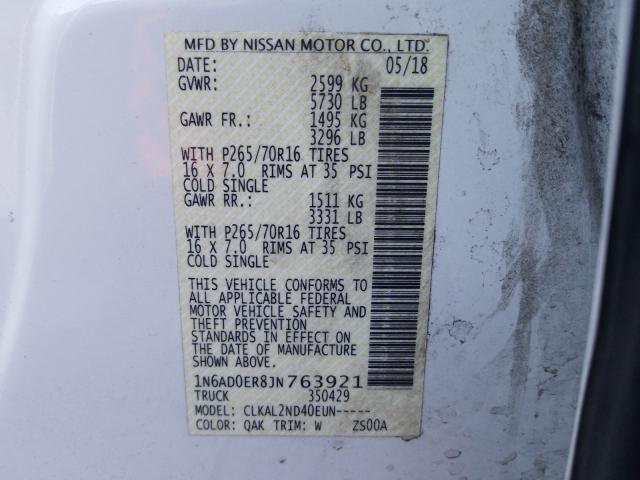 MFD BY NISSAN MOTOR CO., LTD.
DATE: 05/18
GVWR: 2599 KG
5730 LB
GAWR FR.: 1495 KG
3296 LB
WITH P265/70R16 TIRES
16 X 7.0 RIMS AT 35 PSI
COLD SINGLE
GAWR RR.: 1511 KG
3331 LB
WITH P265/70R16 TIRES
16 X 7.0 RIMS AT 35 PSI
COLD SINGLE
THIS VEHICLE CONFORMS TO
ALL APPLICABLE FEDERAL
MOTOR VEHICLE SAFETY AND
THEFT PREVENTION
STANDARDS IN EFFECT ON
THE DATE OF MANUFACTURE
SHOWN ABOVE.
1N6AD0ER8JN763921
TRUCK 350429
MODEL: CLKAL2ND40EUN-----
COLOR: QAK TRIM: W ZS00A